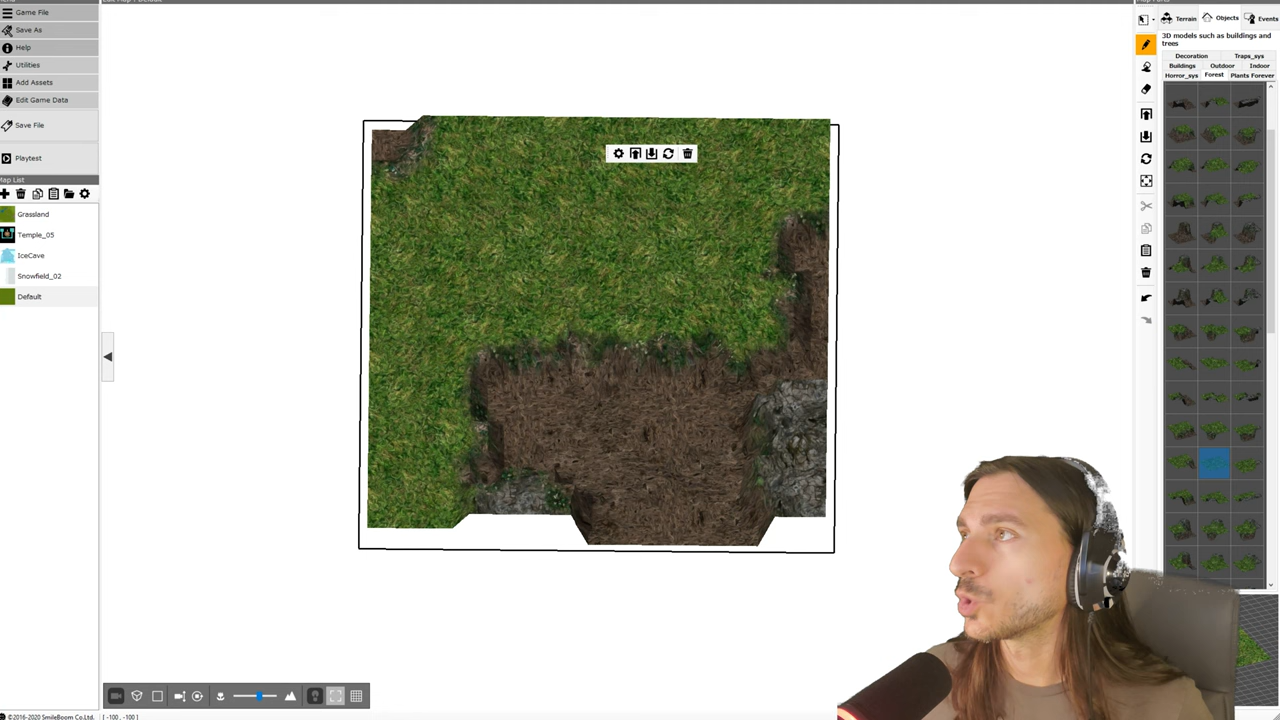 Game File
Save As
Help
Utilities
Add Assets
Edit Game Data
Save File
Playtest
Map List
Grassland
Temple_05
IceCave
Snowfield_02
Default
Terrain
Objects
Events
3D models such as buildings and
trees
Decoration
Traps_sys
Buildings
Outdoor
Indoor
Horror_sys
Forest
Plants Forever
©2016-2020 SmileBoom Co.Ltd.
[ -100 , -100 ]